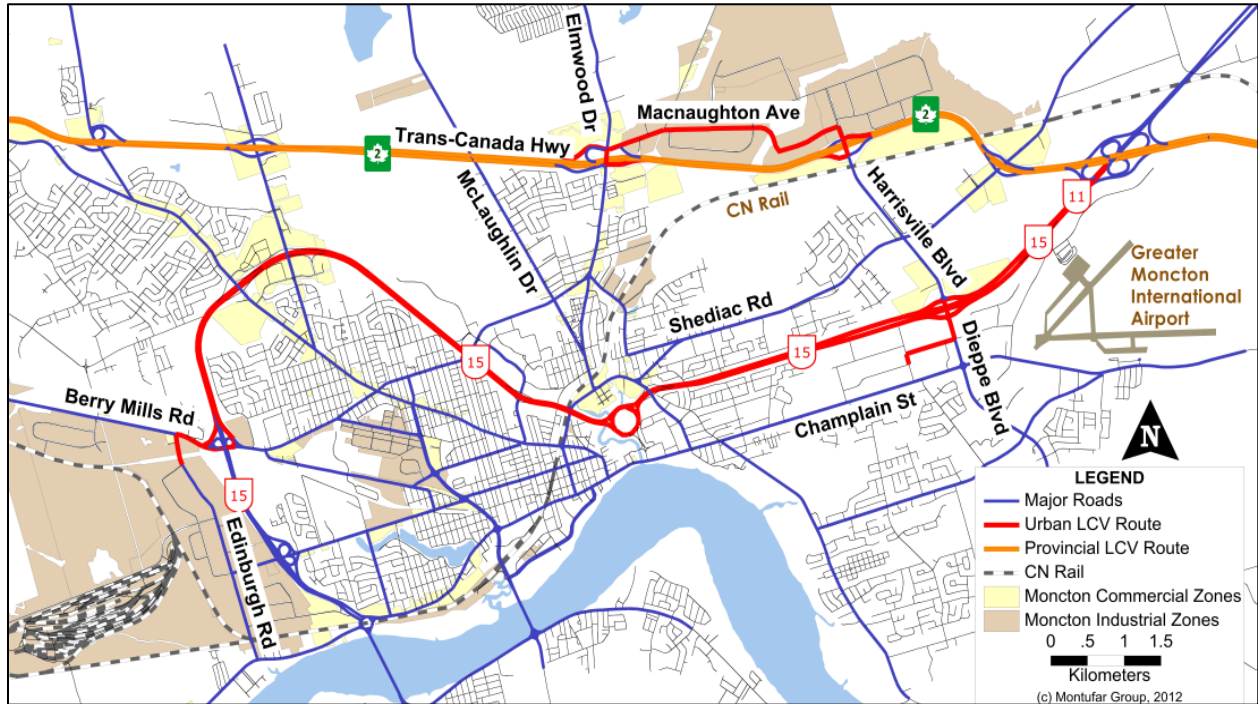 Elmwood Dr
Macnaughton Ave
2
Trans-Canada Hwy
2
McLaughlin Dr
CN Rail
Harrisville Blvd
11
15
Greater
Moncton
International
Airport
Shediac Rd
15
15
Dieppe Blvd
Berry Mills Rd
Champlain St
15
Edinburgh Rd
N
LEGEND
Major Roads
Urban LCV Route
Provincial LCV Route
CN Rail
Moncton Commercial Zones
Moncton Industrial Zones
0 .5 1 1.5
Kilometers
(c) Montufar Group, 2012